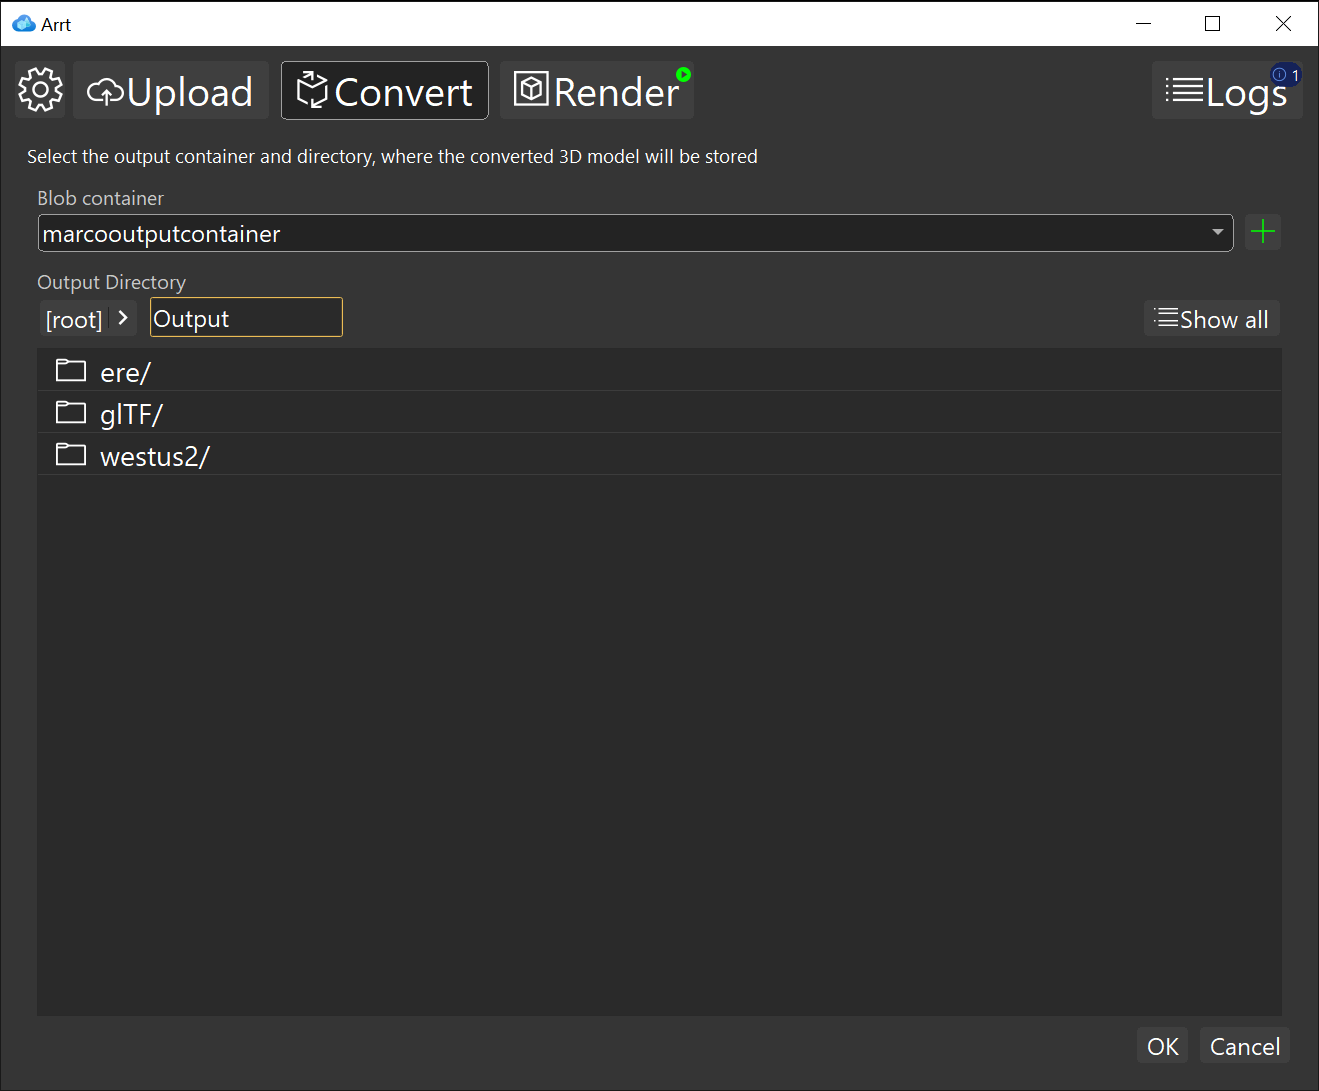 Arrt
Upload Convert Render Logs 1
Select the output container and directory, where the converted 3D model will be stored
Blob container
marcooutputcontainer
Output Directory
[root] Output Show all
ere/
glTF/
westus2/
OK Cancel